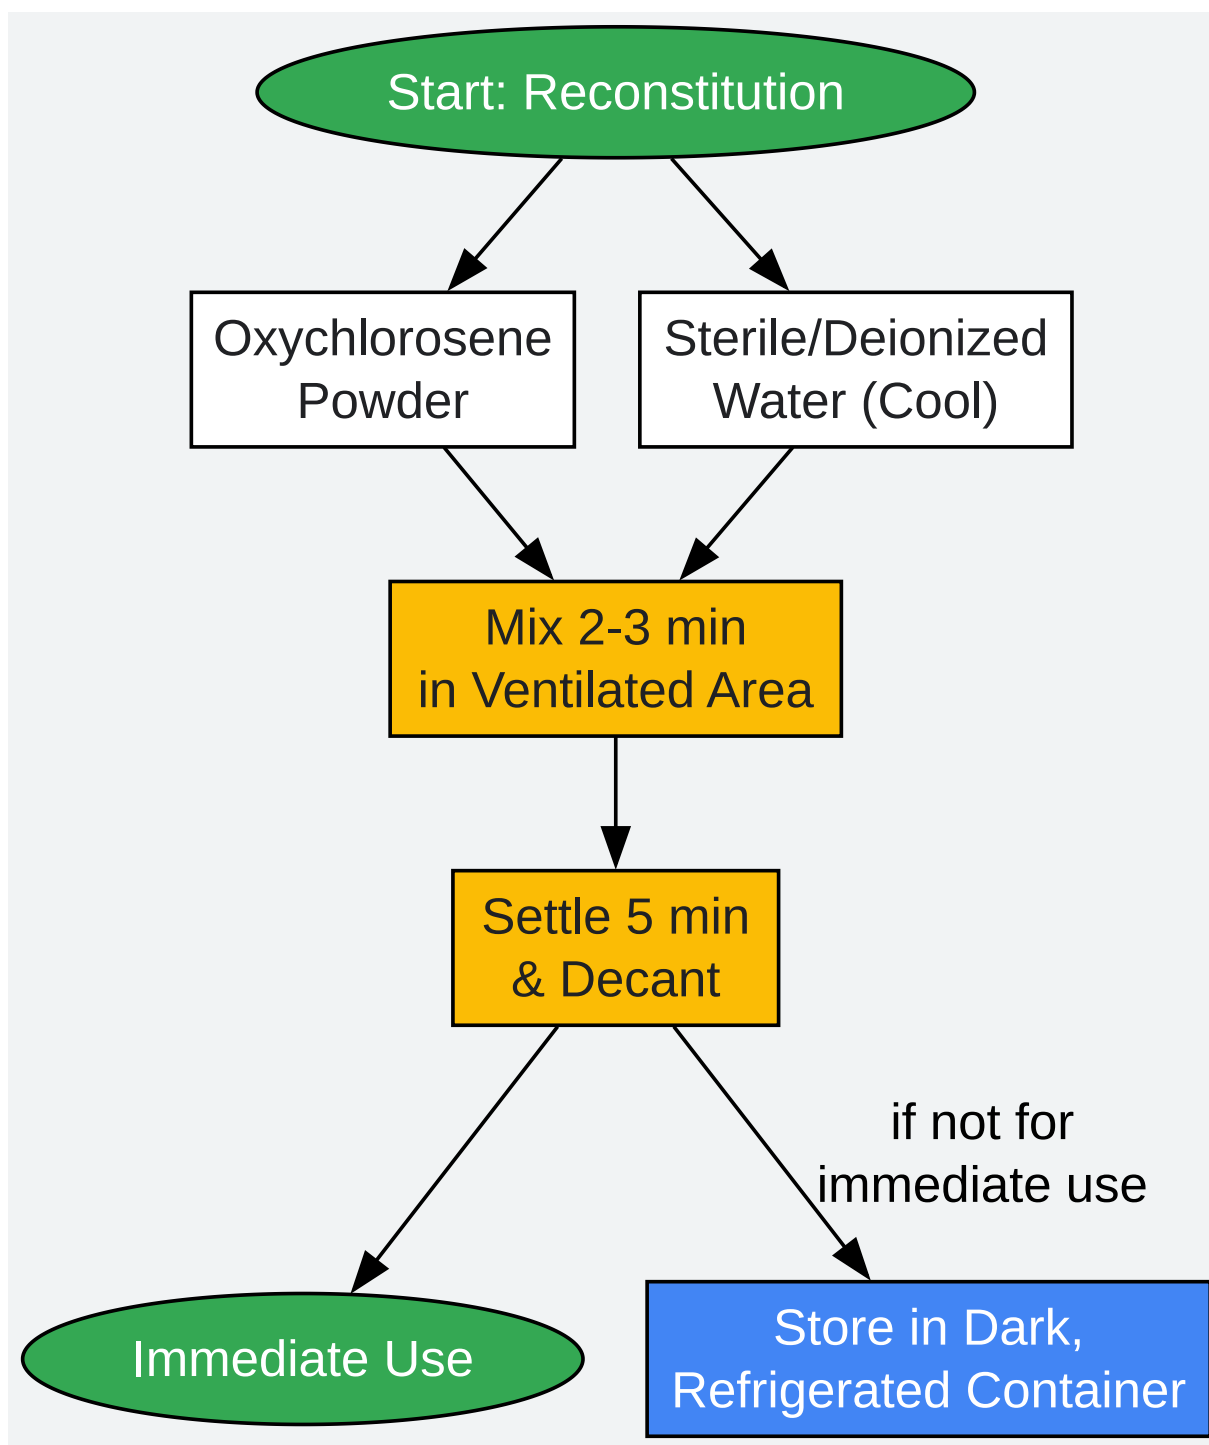 Start: Reconstitution
Oxychlorosene
Powder
Sterile/Deionized
Water (Cool)
Mix 2-3 min
in Ventilated Area
Settle 5 min
& Decant
if not for
immediate use
Immediate Use
Store in Dark,
Refrigerated Container